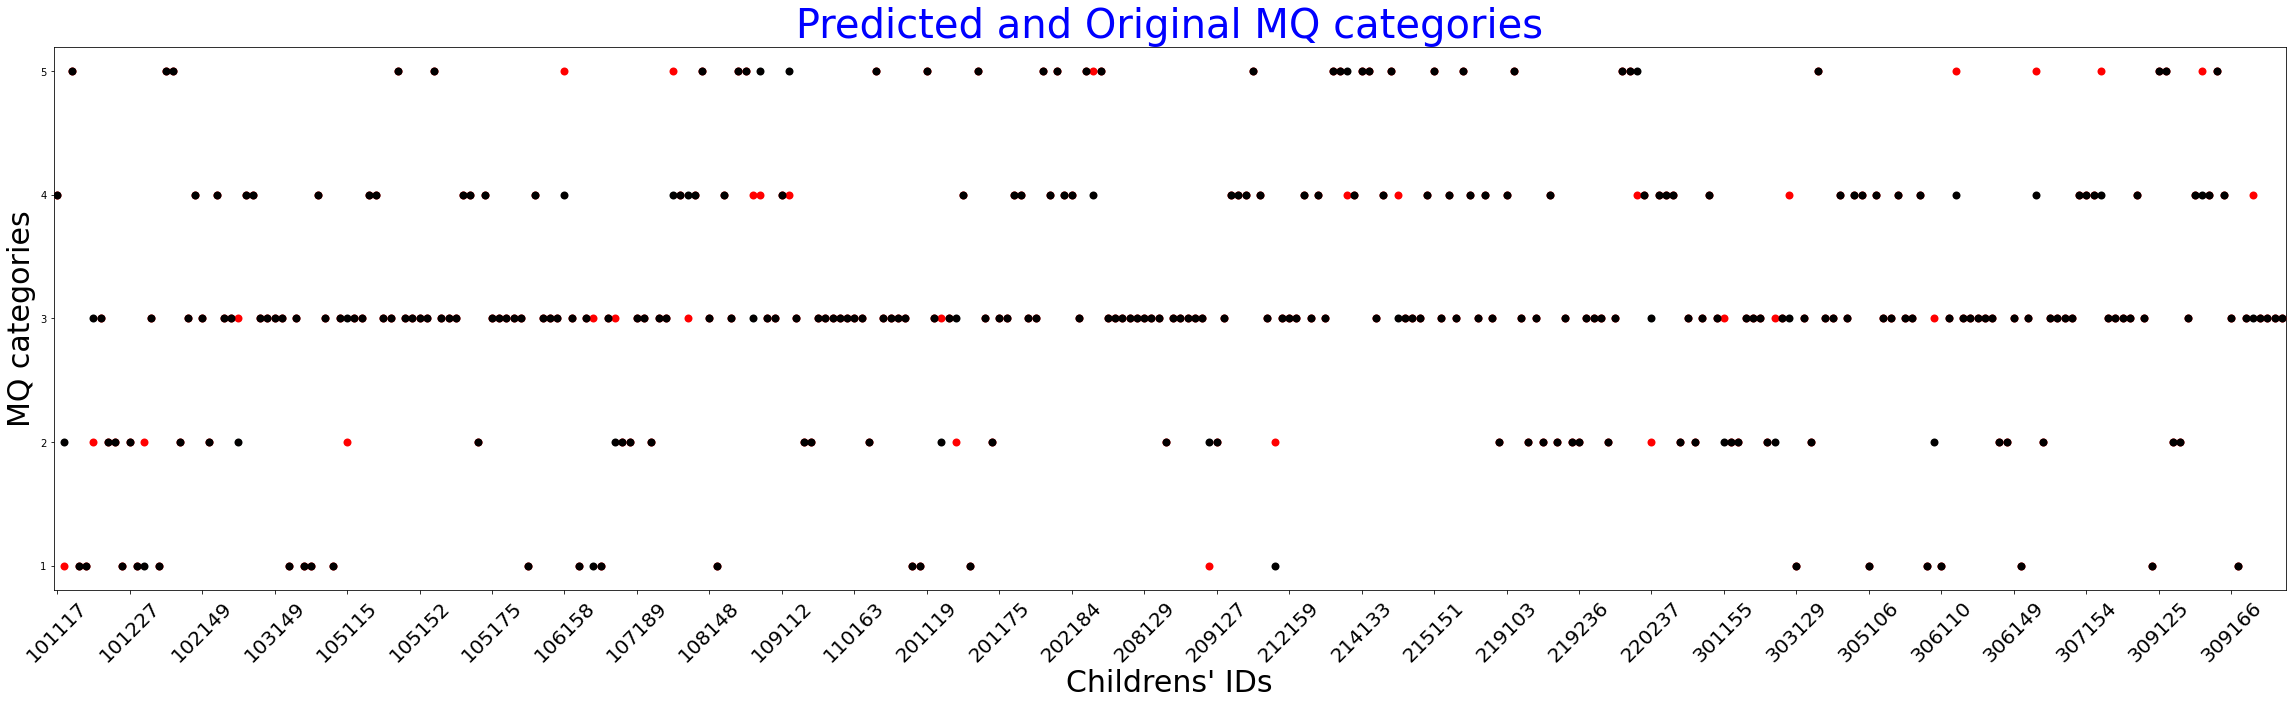 Predicted and Original MQ categories
MQ categories
5
4
3
2
1
101117 101227 102149 103149 105115 105152 105175 106158 107189 108148 109112 110163 201119 201175 202184 208129 209127 212159 214133 215151 219103 219236 220237 301155 303129 305106 306110 306149 307154 309125 309166
Childrens' IDs